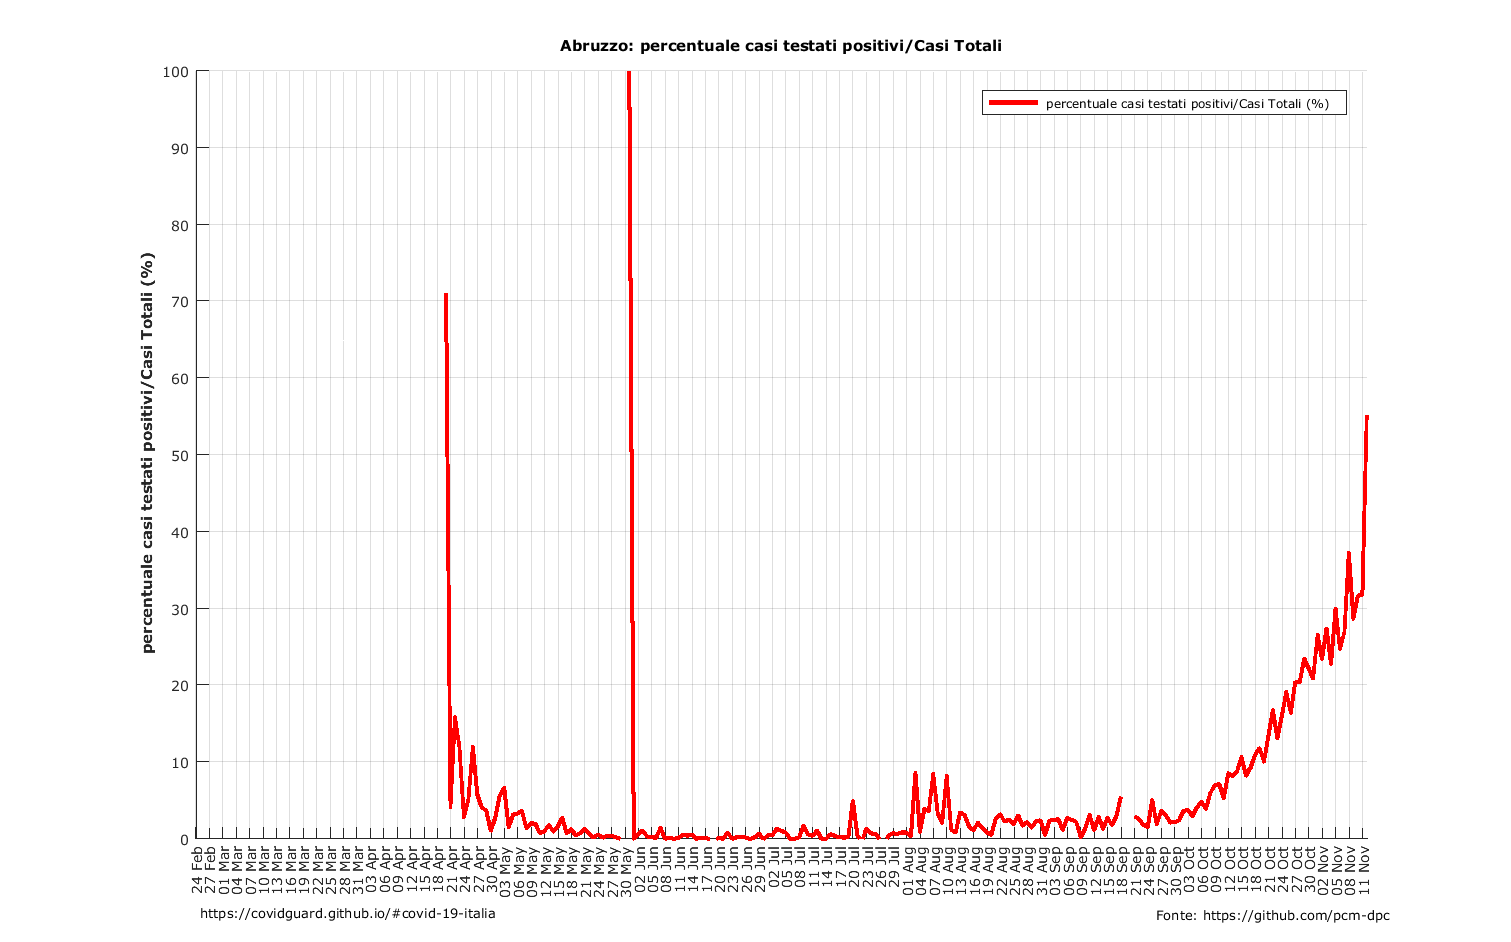 Abruzzo: percentuale casi testati positivi/Casi Totali
percentuale casi testati positivi/Casi Totali (%)
percentuale casi testati positivi/Casi Totali (%)
100
90
80
70
60
50
40
30
20
10
0
24 Feb
27 Feb
01 Mar
04 Mar
07 Mar
10 Mar
13 Mar
16 Mar
19 Mar
22 Mar
25 Mar
28 Mar
31 Mar
03 Apr
06 Apr
09 Apr
12 Apr
15 Apr
18 Apr
21 Apr
24 Apr
27 Apr
30 Apr
03 May
06 May
09 May
12 May
15 May
18 May
21 May
24 May
27 May
30 May
02 Jun
05 Jun
08 Jun
11 Jun
14 Jun
17 Jun
20 Jun
23 Jun
26 Jun
29 Jun
02 Jul
05 Jul
08 Jul
11 Jul
14 Jul
17 Jul
20 Jul
23 Jul
26 Jul
29 Jul
01 Aug
04 Aug
07 Aug
10 Aug
13 Aug
16 Aug
19 Aug
22 Aug
25 Aug
28 Aug
31 Aug
03 Sep
06 Sep
09 Sep
12 Sep
15 Sep
18 Sep
21 Sep
24 Sep
27 Sep
30 Sep
03 Oct
06 Oct
09 Oct
12 Oct
15 Oct
18 Oct
21 Oct
24 Oct
27 Oct
30 Oct
02 Nov
05 Nov
08 Nov
11 Nov
https://covidguard.github.io/#covid-19-italia
Fonte: https://github.com/pcm-dpc